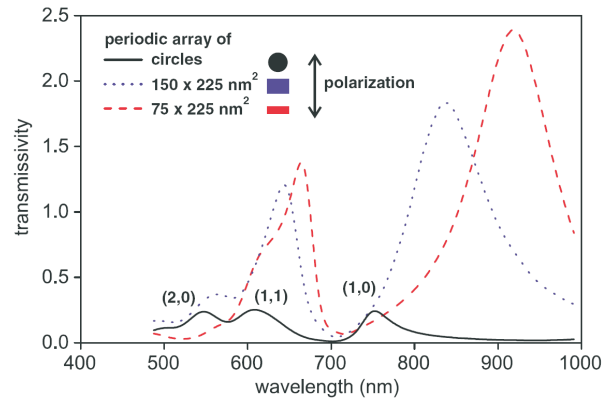 2.5
2.0
1.5
1.0
0.5
0.0
transmissivity
periodic array of
circles
150 x 225 nm²
75 x 225 nm²
polarization
(2,0)
(1,1)
(1,0)
400 500 600 700 800 900 1000
wavelength (nm)